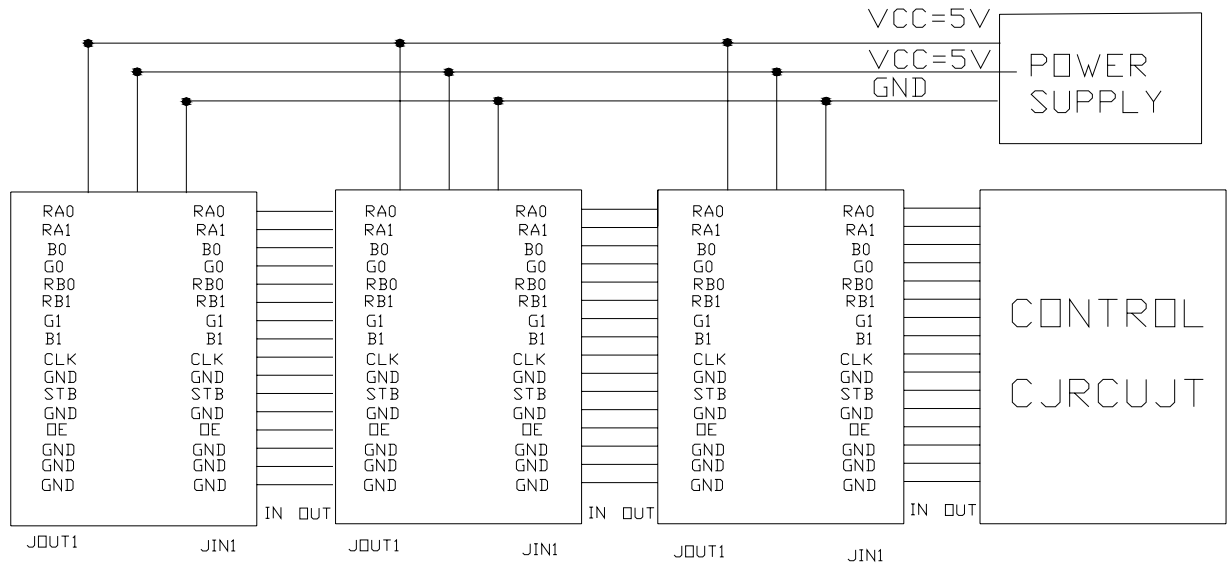 VCC=5V
VCC=5V
GND
POWER
SUPPLY
RA0 RA0 RA0 RA0 RA0 RA0
RA1 RA1 RA1 RA1 RA1 RA1
B0 B0 B0 B0 B0 B0
G0 G0 G0 G0 G0 G0
RB0 RB0 RB0 RB0 RB0 RB0
RB1 RB1 RB1 RB1 RB1 RB1
G1 G1 G1 G1 G1 G1
B1 B1 B1 B1 B1 B1
CLK CLK CLK CLK CLK CLK
GND GND GND GND GND GND
STB STB STB STB STB STB
GND GND GND GND GND GND
OE OE OE OE OE OE
GND GND GND GND GND GND
GND GND GND GND GND GND
GND GND GND GND GND GND
CONTROL
CJRCUJT
IN OUT IN OUT IN OUT
JOUT1 JIN1 JOUT1 JIN1 JOUT1 JIN1